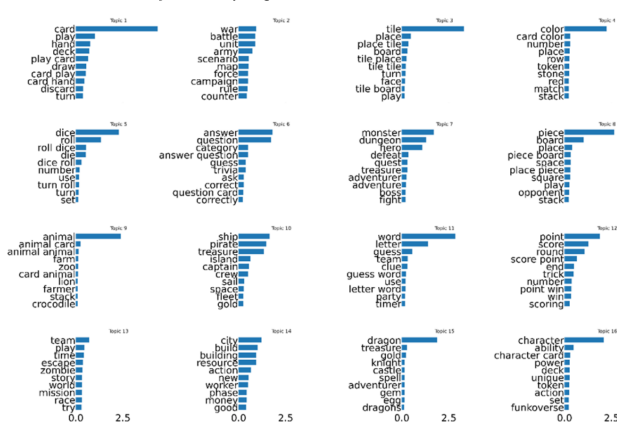 Topic 1
card
play
hand
deck
play card
draw
card play
card hand
discard
turn
Topic 2
war
battle
unit
army
scenario
map
force
campaign
rule
counter
Topic 3
tile
place
place tile
board
tile place
tile tile
turn
face
tile board
play
Topic 4
color
card color
number
place
row
token
stone
red
match
stack
Topic 5
dice
roll
roll dice
die
dice roll
number
use
turn roll
turn
set
Topic 6
answer
question
category
answer question
guess
trivia
ask
correct
question card
correctly
Topic 7
monster
dungeon
hero
defeat
quest
treasure
adventurer
adventure
boss
fight
Topic 8
piece
board
place
piece board
space
place piece
square
play
opponent
stack
Topic 9
animal
animal card
animal animal
farm
zoo
card animal
lion
farmer
stack
crocodile
Topic 10
ship
pirate
treasure
island
captain
crew
sail
space
fleet
gold
Topic 11
word
letter
guess
team
clue
guess word
use
letter word
party
timer
Topic 12
point
score
round
score point
end
trick
number
point win
win
scoring
Topic 13
team
play
time
escape
zombie
story
world
mission
race
try
0.0 2.5
Topic 14
city
build
building
resource
action
new
worker
phase
money
good
0.0 2.5
Topic 15
dragon
treasure
gold
knight
castle
spell
adventurer
gem
egg
dragons
0.0 2.5
Topic 16
character
ability
character card
power
deck
unique
token
action
set
funkoverse
0.0 2.5